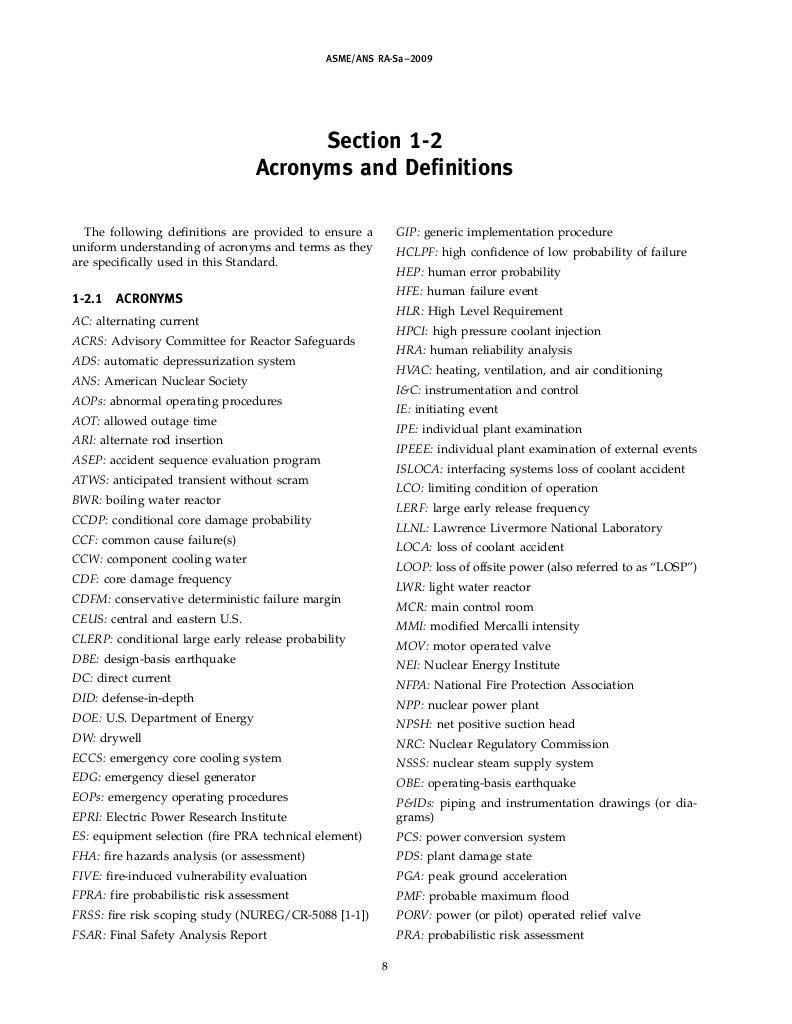 ASME/ANS RA-Sa–2009
Section 1-2
Acronyms and Definitions
The following definitions are provided to ensure a
uniform understanding of acronyms and terms as they
are specifically used in this Standard.
1-2.1 ACRONYMS
AC: alternating current
ACRS: Advisory Committee for Reactor Safeguards
ADS: automatic depressurization system
ANS: American Nuclear Society
AOPs: abnormal operating procedures
AOT: allowed outage time
ARI: alternate rod insertion
ASEP: accident sequence evaluation program
ATWS: anticipated transient without scram
BWR: boiling water reactor
CCDP: conditional core damage probability
CCF: common cause failure(s)
CCW: component cooling water
CDF: core damage frequency
CDFM: conservative deterministic failure margin
CEUS: central and eastern U.S.
CLERP: conditional large early release probability
DBE: design-basis earthquake
DC: direct current
DID: defense-in-depth
DOE: U.S. Department of Energy
DW: drywell
ECCS: emergency core cooling system
EDG: emergency diesel generator
EOPs: emergency operating procedures
EPRI: Electric Power Research Institute
ES: equipment selection (fire PRA technical element)
FHA: fire hazards analysis (or assessment)
FIVE: fire-induced vulnerability evaluation
FPRA: fire probabilistic risk assessment
FRSS: fire risk scoping study (NUREG/CR-5088 [1-1])
FSAR: Final Safety Analysis Report
GIP: generic implementation procedure
HCLPF: high confidence of low probability of failure
HEP: human error probability
HFE: human failure event
HLR: High Level Requirement
HPCI: high pressure coolant injection
HRA: human reliability analysis
HVAC: heating, ventilation, and air conditioning
I&C: instrumentation and control
IE: initiating event
IPE: individual plant examination
IPEEE: individual plant examination of external events
ISLOCA: interfacing systems loss of coolant accident
LCO: limiting condition of operation
LERF: large early release frequency
LLNL: Lawrence Livermore National Laboratory
LOCA: loss of coolant accident
LOOP: loss of offsite power (also referred to as “LOSP”)
LWR: light water reactor
MCR: main control room
MMI: modified Mercalli intensity
MOV: motor operated valve
NEI: Nuclear Energy Institute
NFPA: National Fire Protection Association
NPP: nuclear power plant
NPSH: net positive suction head
NRC: Nuclear Regulatory Commission
NSSS: nuclear steam supply system
OBE: operating-basis earthquake
P&IDs: piping and instrumentation drawings (or dia-
grams)
PCS: power conversion system
PDS: plant damage state
PGA: peak ground acceleration
PMF: probable maximum flood
PORV: power (or pilot) operated relief valve
PRA: probabilistic risk assessment
8